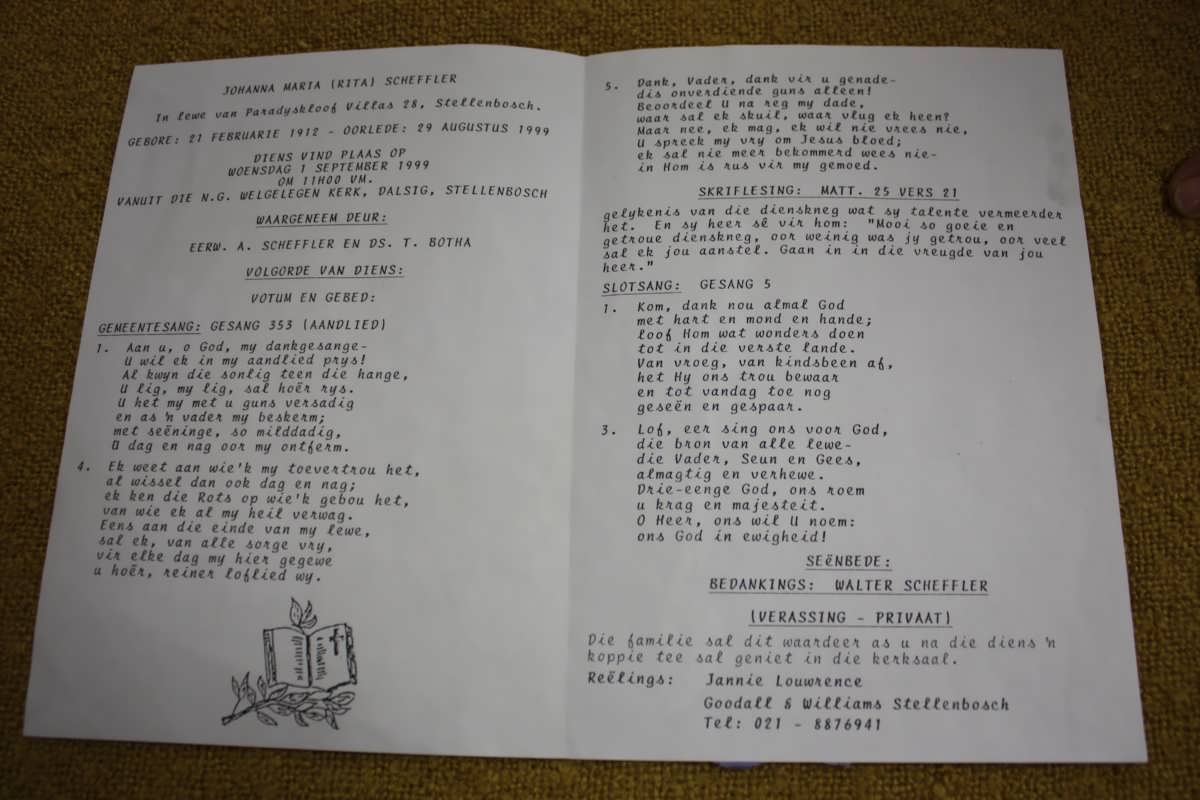 JOHANNA MARIA (RITA) SCHEFFLER
In lewe van Paradyskloof Villas 28, Stellenbosch.
GEBORE: 21 FEBRUARIE 1912 - OORLEDE: 29 AUGUSTUS 1999
DIENS VIND PLAAS OP
WOENSDAG 1 SEPTEMBER 1999
OM 11H00 VM.
VANUIT DIE N.G. WELGELEGEN KERK, DALSIG, STELLENBOSCH
WAARGENEEM DEUR:
EERW. A. SCHEFFLER EN DS. T. BOTHA
VOLGORDE VAN DIENS:
VOTUM EN GEBED:
GEMEENTESANG: GESANG 353 (AANDLIED)
1. Aan u, o God, my dankgesange-
U wil ek in my aandlied prys!
Al kwyn die sonlig teen die hange,
U lig, my lig, sal hoër rys.
U het my met u guns versadig
en as 'n vader my beskerm;
met seëninge, so milddadig,
U dag en nag oor my ontferm.
4. Ek weet aan wie'k my toevertrou het,
al wissel dan ook dag en nag;
ek ken die Rots op wie'k gebou het,
van wie ek al my heil verwag.
Eens aan die einde van my lewe,
sal ek, van alle sorge vry,
vir elke dag my hier gegewe
u hoër, reiner loflied wy.
5. Dank, Vader, dank vir u genade-
dis onverdiende guns alleen!
Beoordeel U na reg my dade,
waar sal ek skuil, waar vlug ek heen?
Maar nee, ek mag, ek wil nie vrees nie,
U spreek my vry om Jesus bloed;
ek sal nie meer bekommerd wees nie-
in Hom is rus vir my gemoed.
SKRIFLESING: MATT. 25 VERS 21
gelykenis van die dienskneg wat sy talente vermeerder
het. En sy heer sê vir hom: "Mooi so goeie en
getroue dienskneg, oor weinig was jy getrou, oor veel
sal ek jou aanstel. Gaan in in die vreugde van jou
heer."
SLOTSANG: GESANG 5
1. Kom, dank nou almal God
met hart en mond en hande;
loof Hom wat wonders doen
tot in die verste lande.
Van vroeg, van kindsbeen af,
het Hy ons trou bewaar
en tot vandag toe nog
geseën en gespaar.
3. Lof, eer sing ons voor God,
die bron van alle lewe-
die Vader, Seun en Gees,
almagtig en verhewe.
Drie-eenge God, ons roem
u krag en majesteit.
O Heer, ons wil U noem:
ons God in ewigheid!
SEËNBEDE:
BEDANKINGS: WALTER SCHEFFLER
(VERASSING - PRIVAAT)
Die familie sal dit waardeer as u na die diens 'n
koppie tee sal geniet in die kerksaal.
Reëlings: Jannie Louwrence
Goodall & Williams Stellenbosch
Tel: 021 - 8876941